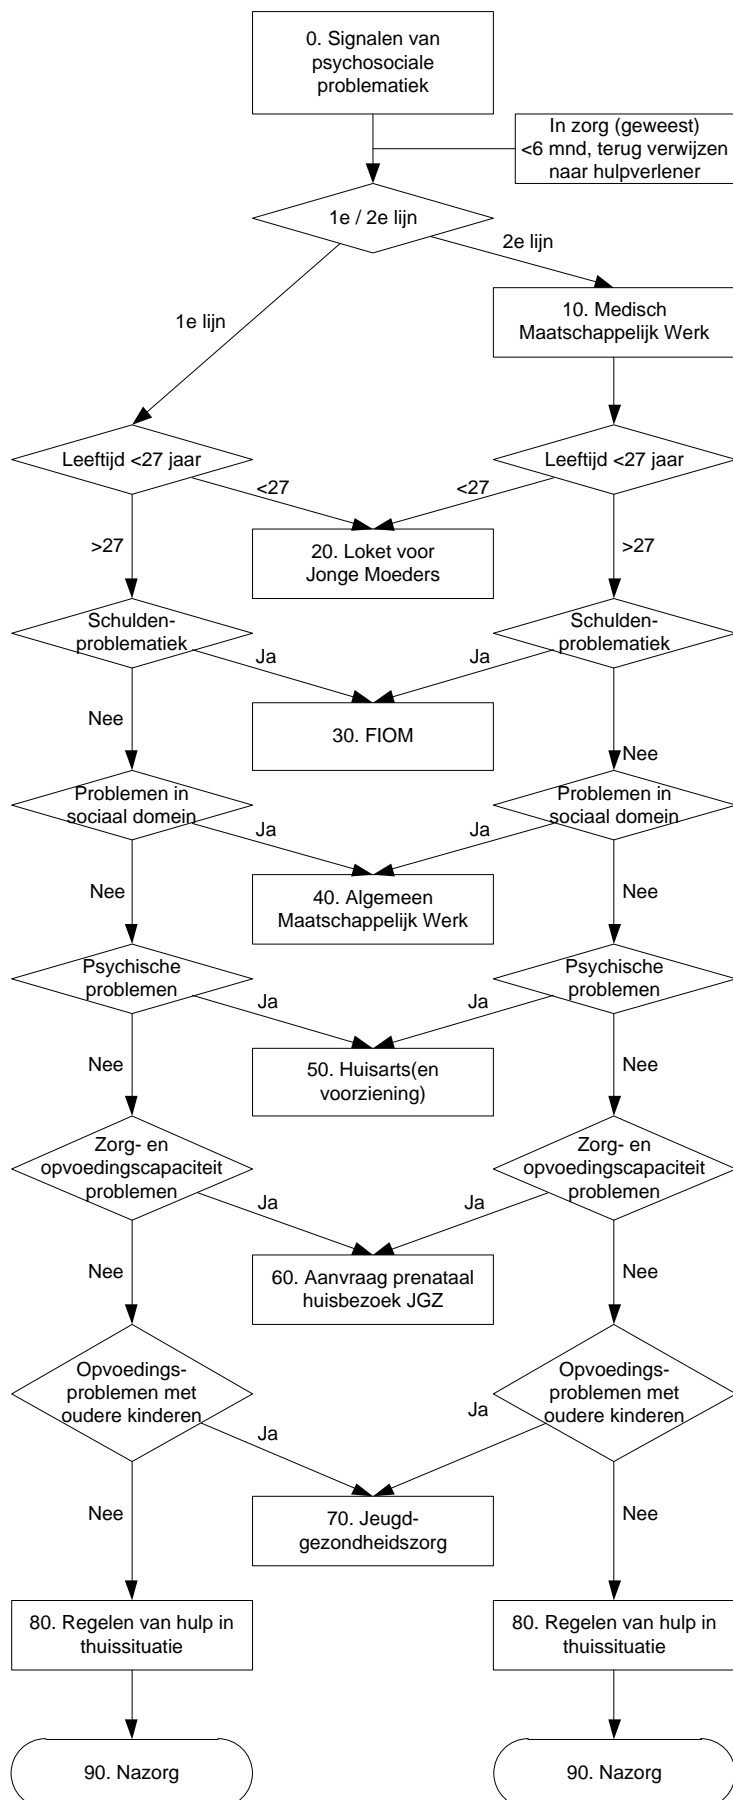 0. Signalen van
psychosociale
problematiek
In zorg (geweest)
<6 mnd, terug verwijzen
naar hulpverlener
1e / 2e lijn
2e lijn
1e lijn
10. Medisch
Maatschappelijk Werk
Leeftijd <27 jaar
Leeftijd <27 jaar
<27
<27
>27
20. Loket voor
Jonge Moeders
>27
Schulden-
problematiek
Schulden-
problematiek
Ja
Ja
Nee
30. FIOM
Nee
Problemen in
sociaal domein
Problemen in
sociaal domein
Ja
Ja
Nee
40. Algemeen
Maatschappelijk Werk
Nee
Psychische
problemen
Psychische
problemen
Ja
Ja
Nee
50. Huisarts(en
voorziening)
Nee
Zorg- en
opvoedingscapaciteit
problemen
Zorg- en
opvoedingscapaciteit
problemen
Ja
Ja
Nee
60. Aanvraag prenataal
huisbezoek JGZ
Nee
Opvoedings-
problemen met
oudere kinderen
Opvoedings-
problemen met
oudere kinderen
Ja
Ja
Nee
70. Jeugd-
gezondheidszorg
Nee
80. Regelen van hulp in
thuissituatie
80. Regelen van hulp in
thuissituatie
90. Nazorg
90. Nazorg